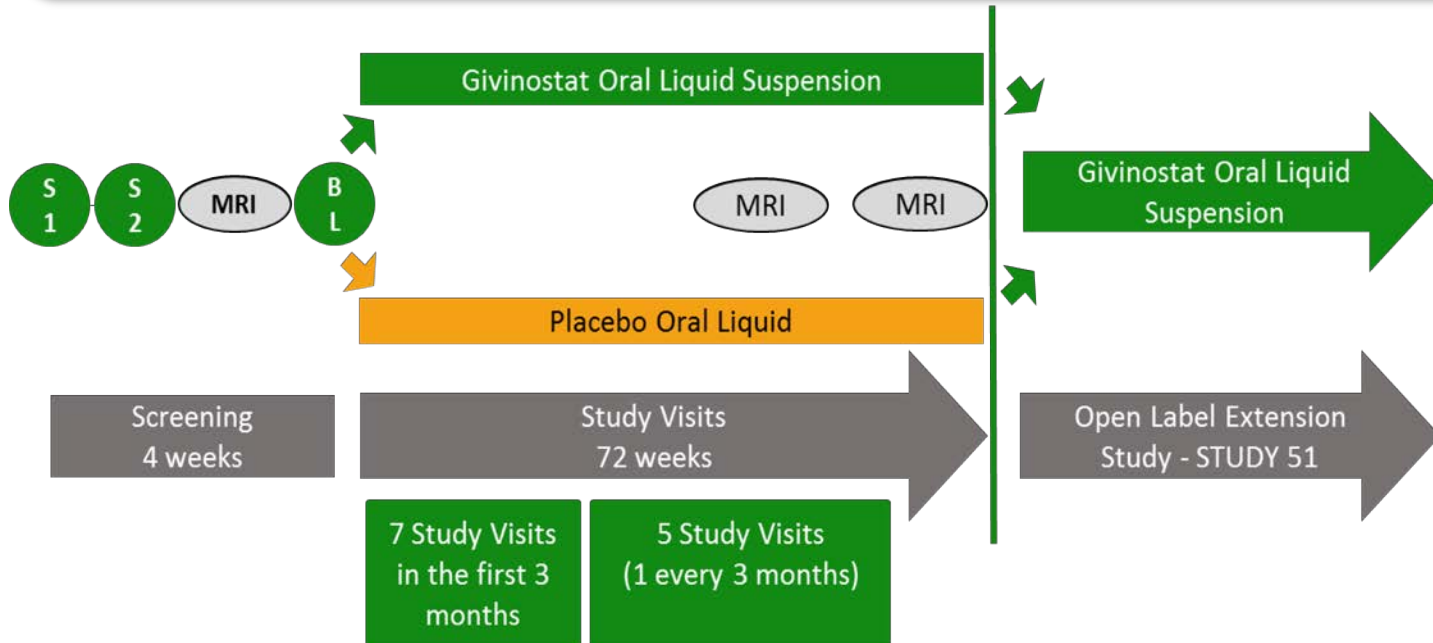 Givinostat Oral Liquid Suspension
S
1
S
2
MRI
B
L
MRI
MRI
Givinostat Oral Liquid
Suspension
Placebo Oral Liquid
Screening
4 weeks
Study Visits
72 weeks
Open Label Extension
Study - STUDY 51
7 Study Visits
in the first 3
months
5 Study Visits
(1 every 3 months)